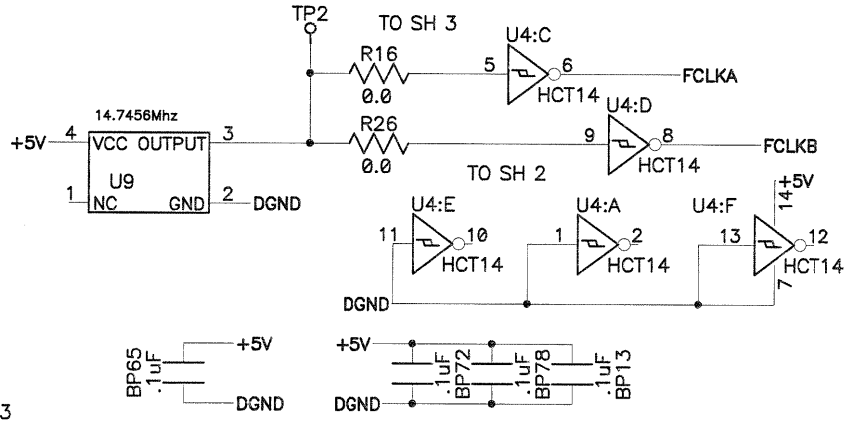 TP2
TO SH 3
R16
0.0
5
U4:C
6
HCT14
FCLKA
14.7456Mhz
+5V
4
VCC OUTPUT
3
U9
1
NC
GND
2
DGND
R26
0.0
9
U4:D
8
HCT14
FCLKB
TO SH 2
U4:E
11
10
HCT14
U4:A
1
2
HCT14
U4:F
14
+5V
13
12
HCT14
7
DGND
BP65
.1uF
+5V
DGND
+5V
DGND
.1uF
BP72
.1uF
BP78
.1uF
BP13
3